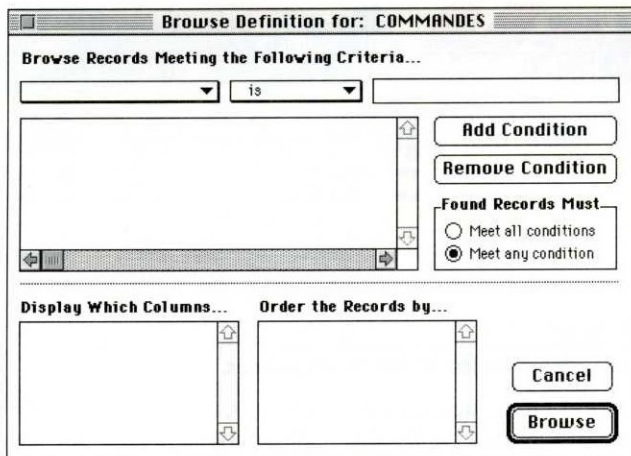 Browse Definition for: COMMANDES
Browse Records Meeting the Following Criteria...
is
Add Condition
Remove Condition
Found Records Must
Meet all conditions
Meet any condition
Display Which Columns...
Order the Records by...
Cancel
Browse